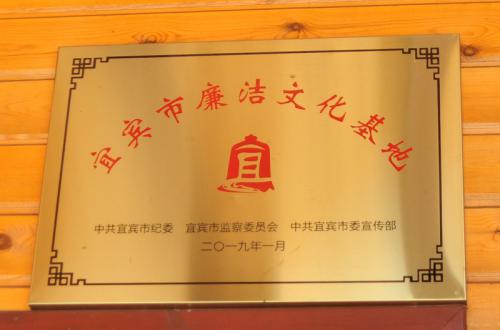 宜宾市廉洁文化基地
宜
中共宜宾市纪委 宜宾市监察委员会 中共宜宾市委宣传部
二〇一九年一月